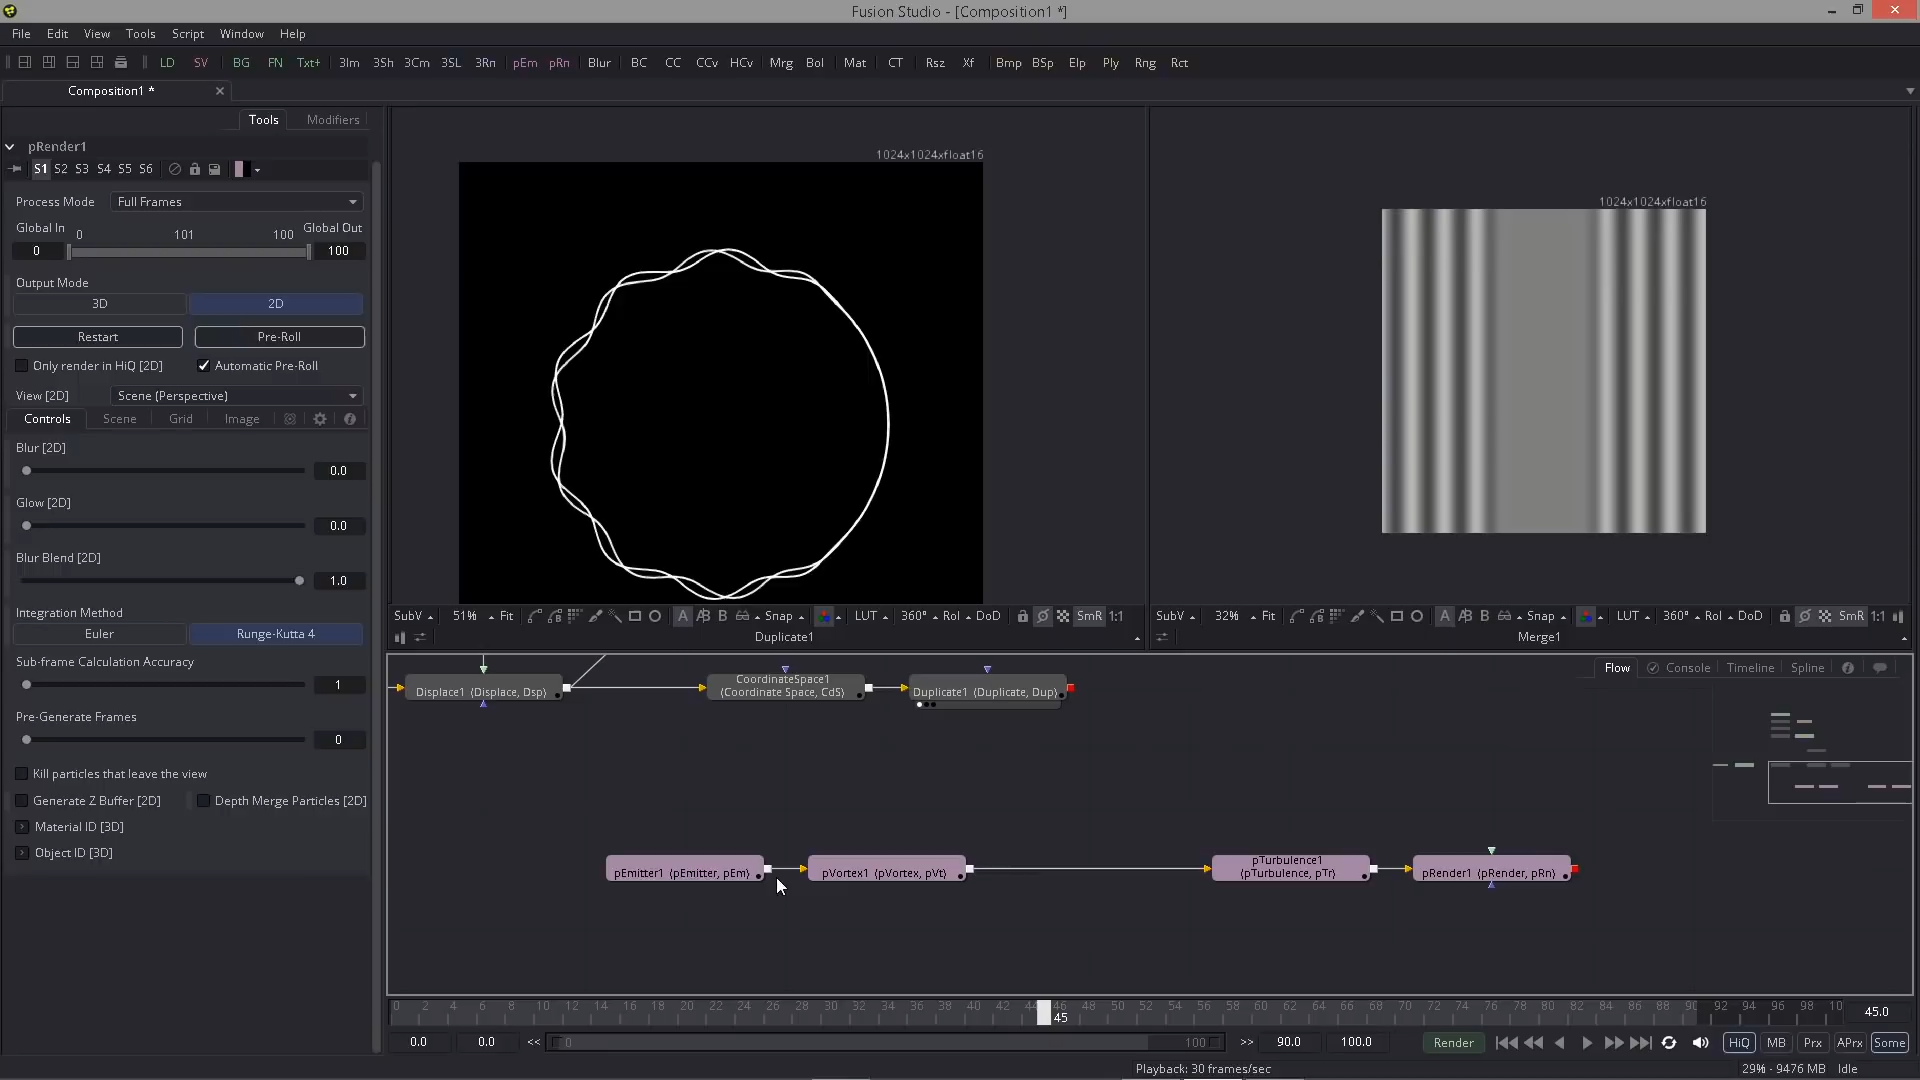 Fusion Studio - [Composition1 *]
File Edit View Tools Script Window Help
LD SV BG FN Txt+ 3Im 3Sh 3Cm 3SL 3Rn pEm pRn Blur BC CC CCv HCv Mrg Bol Mat CT Rsz Xf Bmp BSp Elp Ply Rng Rct
Composition1 *
Tools Modifiers
pRender1
S1 S2 S3 S4 S5 S6
Process Mode Full Frames
Global In Global Out
0 101 100
0 100
Output Mode
3D 2D
Restart Pre-Roll
Only render in HiQ [2D] Automatic Pre-Roll
View [2D] Scene (Perspective)
Controls Scene Grid Image
Blur [2D]
0.0
Glow [2D]
0.0
Blur Blend [2D]
1.0
Integration Method
Euler Runge-Kutta 4
Sub-frame Calculation Accuracy
1
Pre-Generate Frames
0
Kill particles that leave the view
Generate Z Buffer [2D] Depth Merge Particles [2D]
Material ID [3D]
Object ID [3D]
1024x1024xfloat16
SubV 51% Fit A B Snap LUT 360° RoI DoD SmR 1:1
Duplicate1
1024x1024xfloat16
SubV 32% Fit A B Snap LUT 360° RoI DoD SmR 1:1
Merge1
Flow Console Timeline Spline
Displace1 (Displace, Dsp)
CoordinateSpace1
(Coordinate Space, CdS)
Duplicate1 (Duplicate, Dup)
pEmitter1 (pEmitter, pEm)
pVortex1 (pVortex, pVt)
pTurbulence1
(pTurbulence, pTr)
pRender1 (pRender, pRn)
0 2 4 6 8 10 12 14 16 18 20 22 24 26 28 30 32 34 36 38 40 42 44 46 48 50 52 54 56 58 60 62 64 66 68 70 72 74 76 78 80 82 84 86 88 90 92 94 96 98 10
45
45.0
0.0 0.0 << 0 100 >> 90.0 100.0 Render HiQ MB Prx APrx Some
Playback: 30 frames/sec
29% - 9476 MB Idle